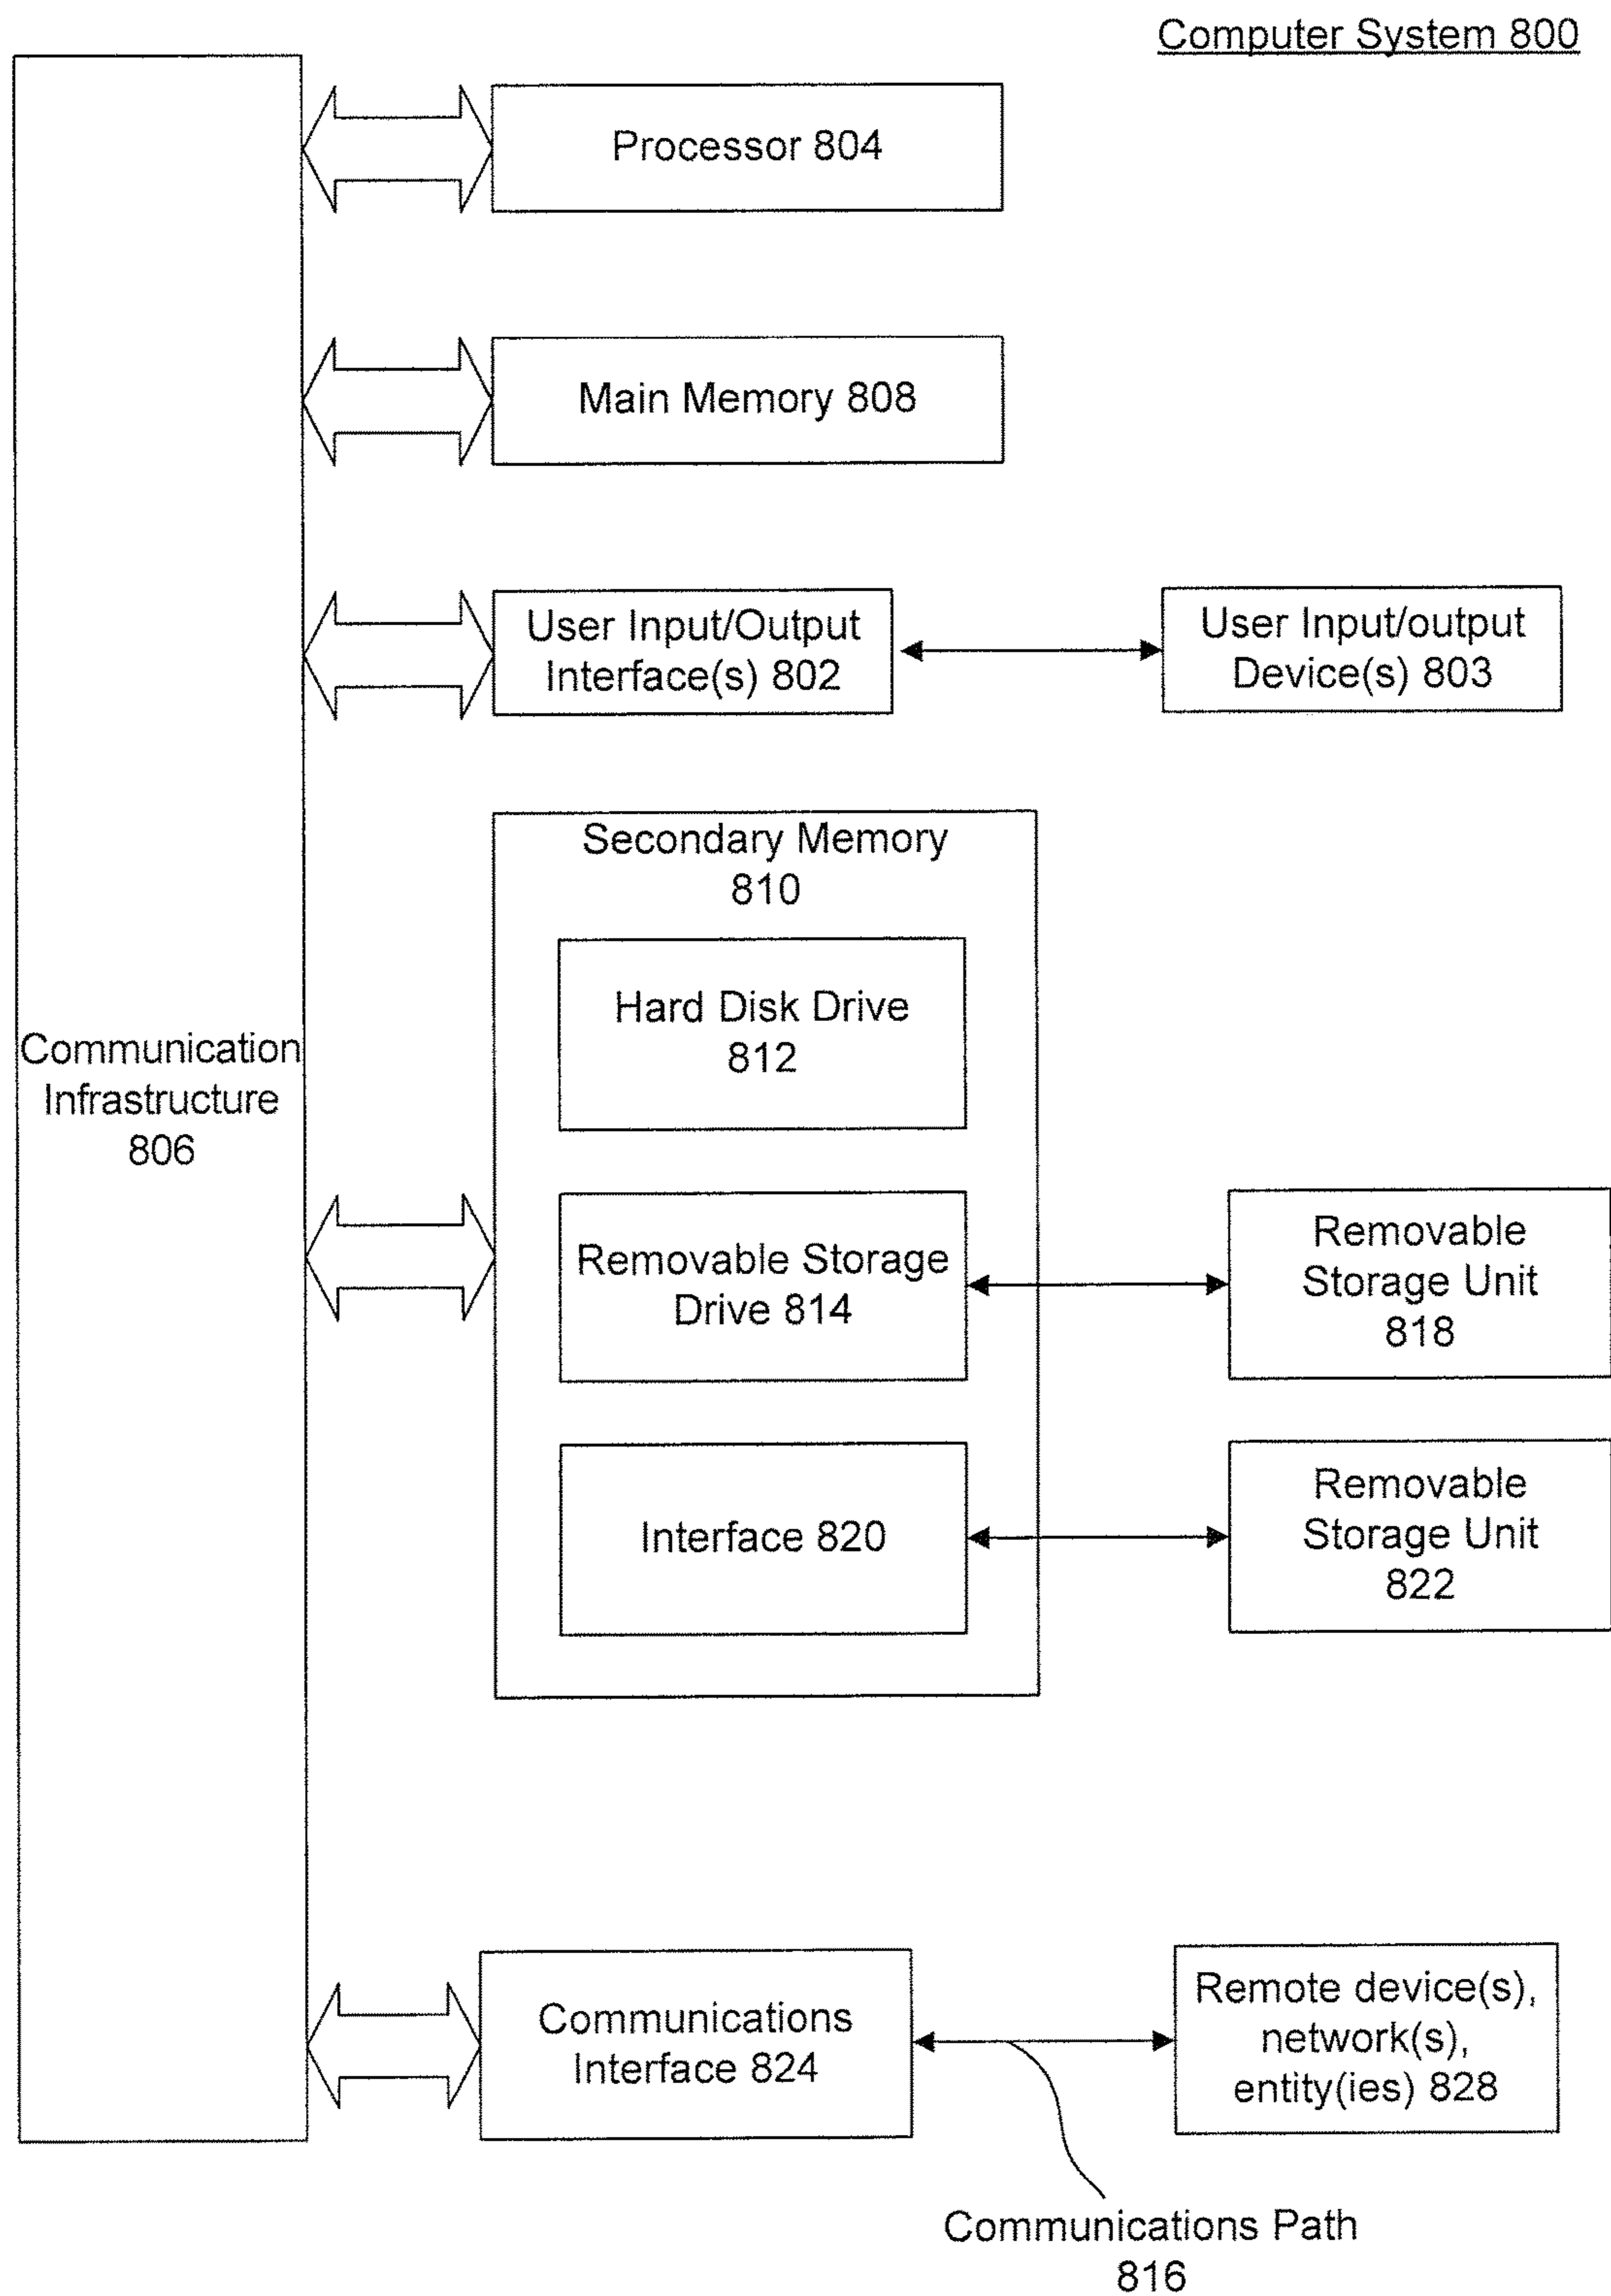 Computer System 800
Processor 804
Main Memory 808
User Input/Output
Interface(s) 802
User Input/output
Device(s) 803
Secondary Memory
810
Hard Disk Drive
812
Communication
Infrastructure
806
Removable Storage
Drive 814
Removable
Storage Unit
818
Interface 820
Removable
Storage Unit
822
Communications
Interface 824
Remote device(s),
network(s),
entity(ies) 828
Communications Path
816